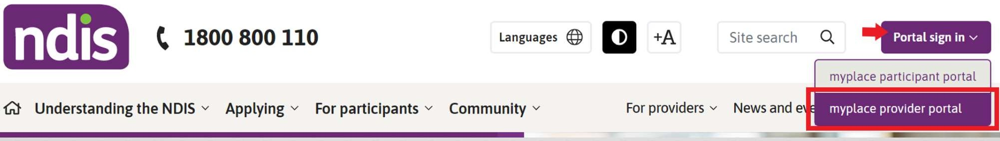 ndis
1800 800 110
Languages
+A
Site search
Portal sign in
myplace participant portal
myplace provider portal
Understanding the NDIS
Applying
For participants
Community
For providers
News and